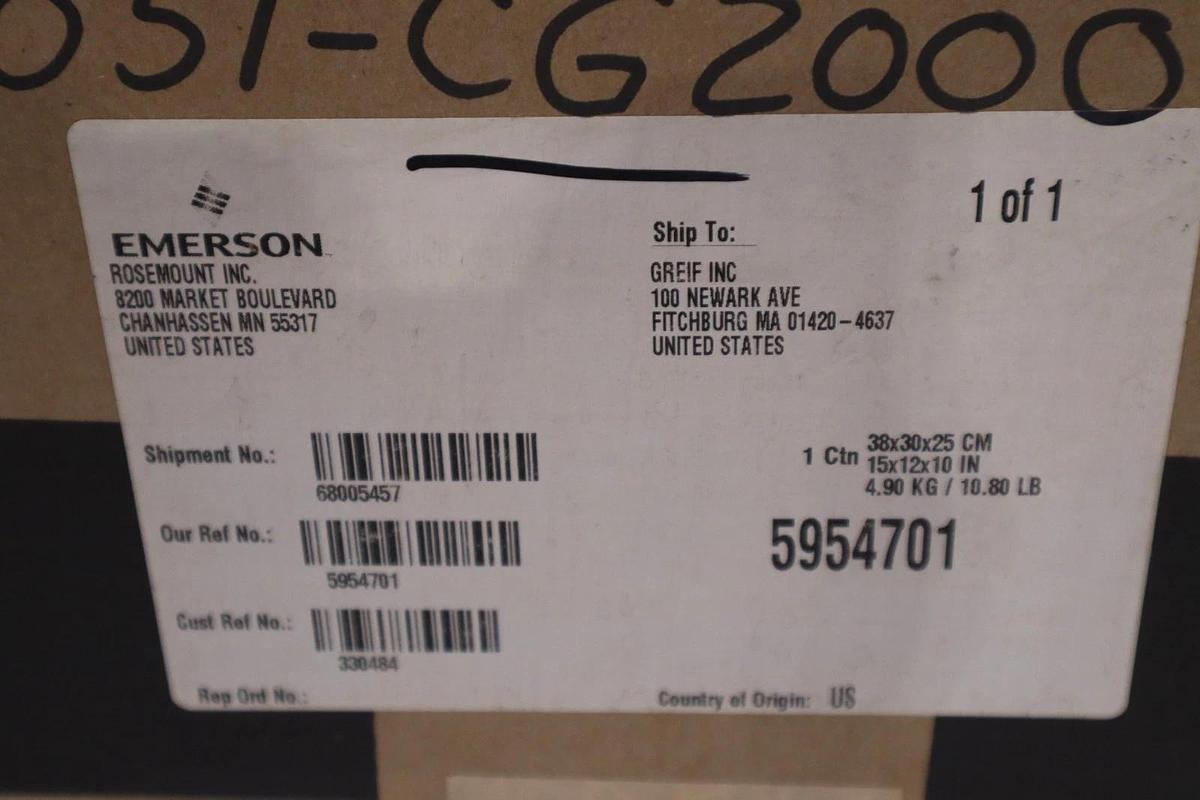 051-CG2000
EMERSON
ROSEMOUNT INC.
8200 MARKET BOULEVARD
CHANHASSEN MN 55317
UNITED STATES
Ship To:
GREIF INC
100 NEWARK AVE
FITCHBURG MA 01420-4637
UNITED STATES
1 of 1
Shipment No.:
68005457
Our Ref No.:
5954701
Cust Ref No.:
330484
Rep Ord No.:
1 Ctn
38x30x25 CM
15x12x10 IN
4.90 KG / 10.80 LB
5954701
Country of Origin: US